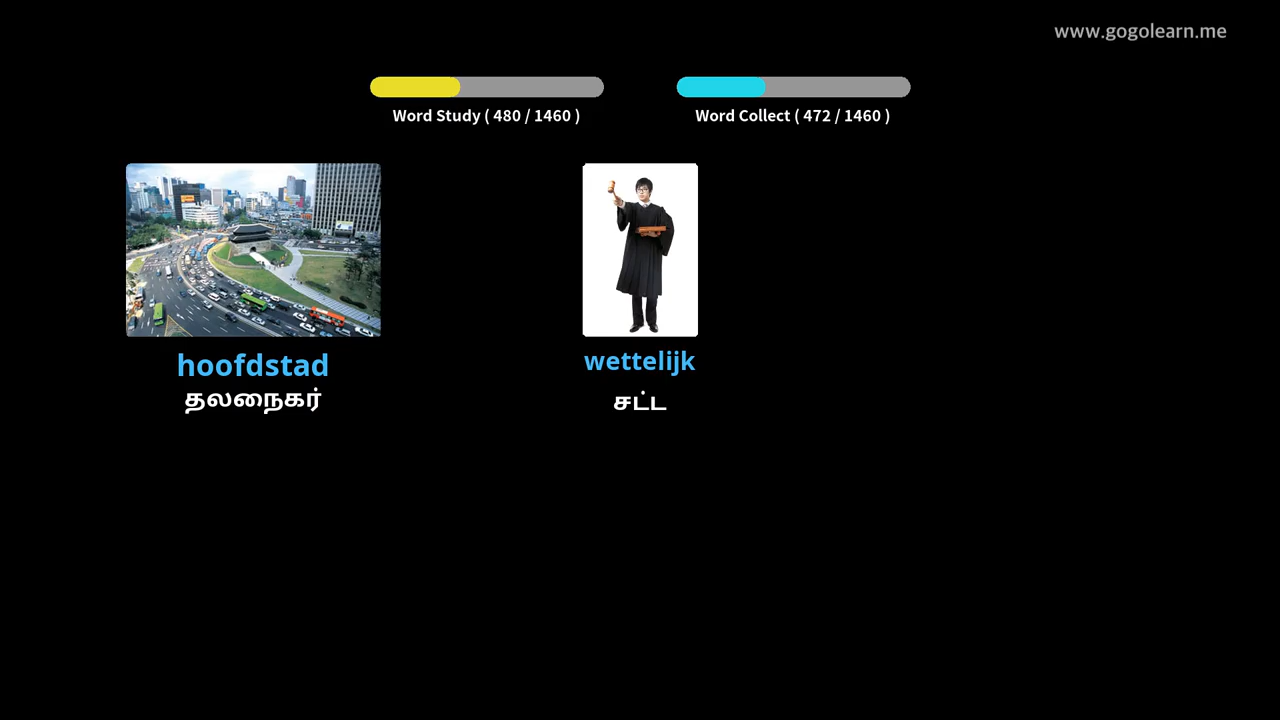 www.gogolearn.me
Word Study ( 480 / 1460 )
Word Collect ( 472 / 1460 )
hoofdstad
தலைநகர்
wettelijk
சட்ட